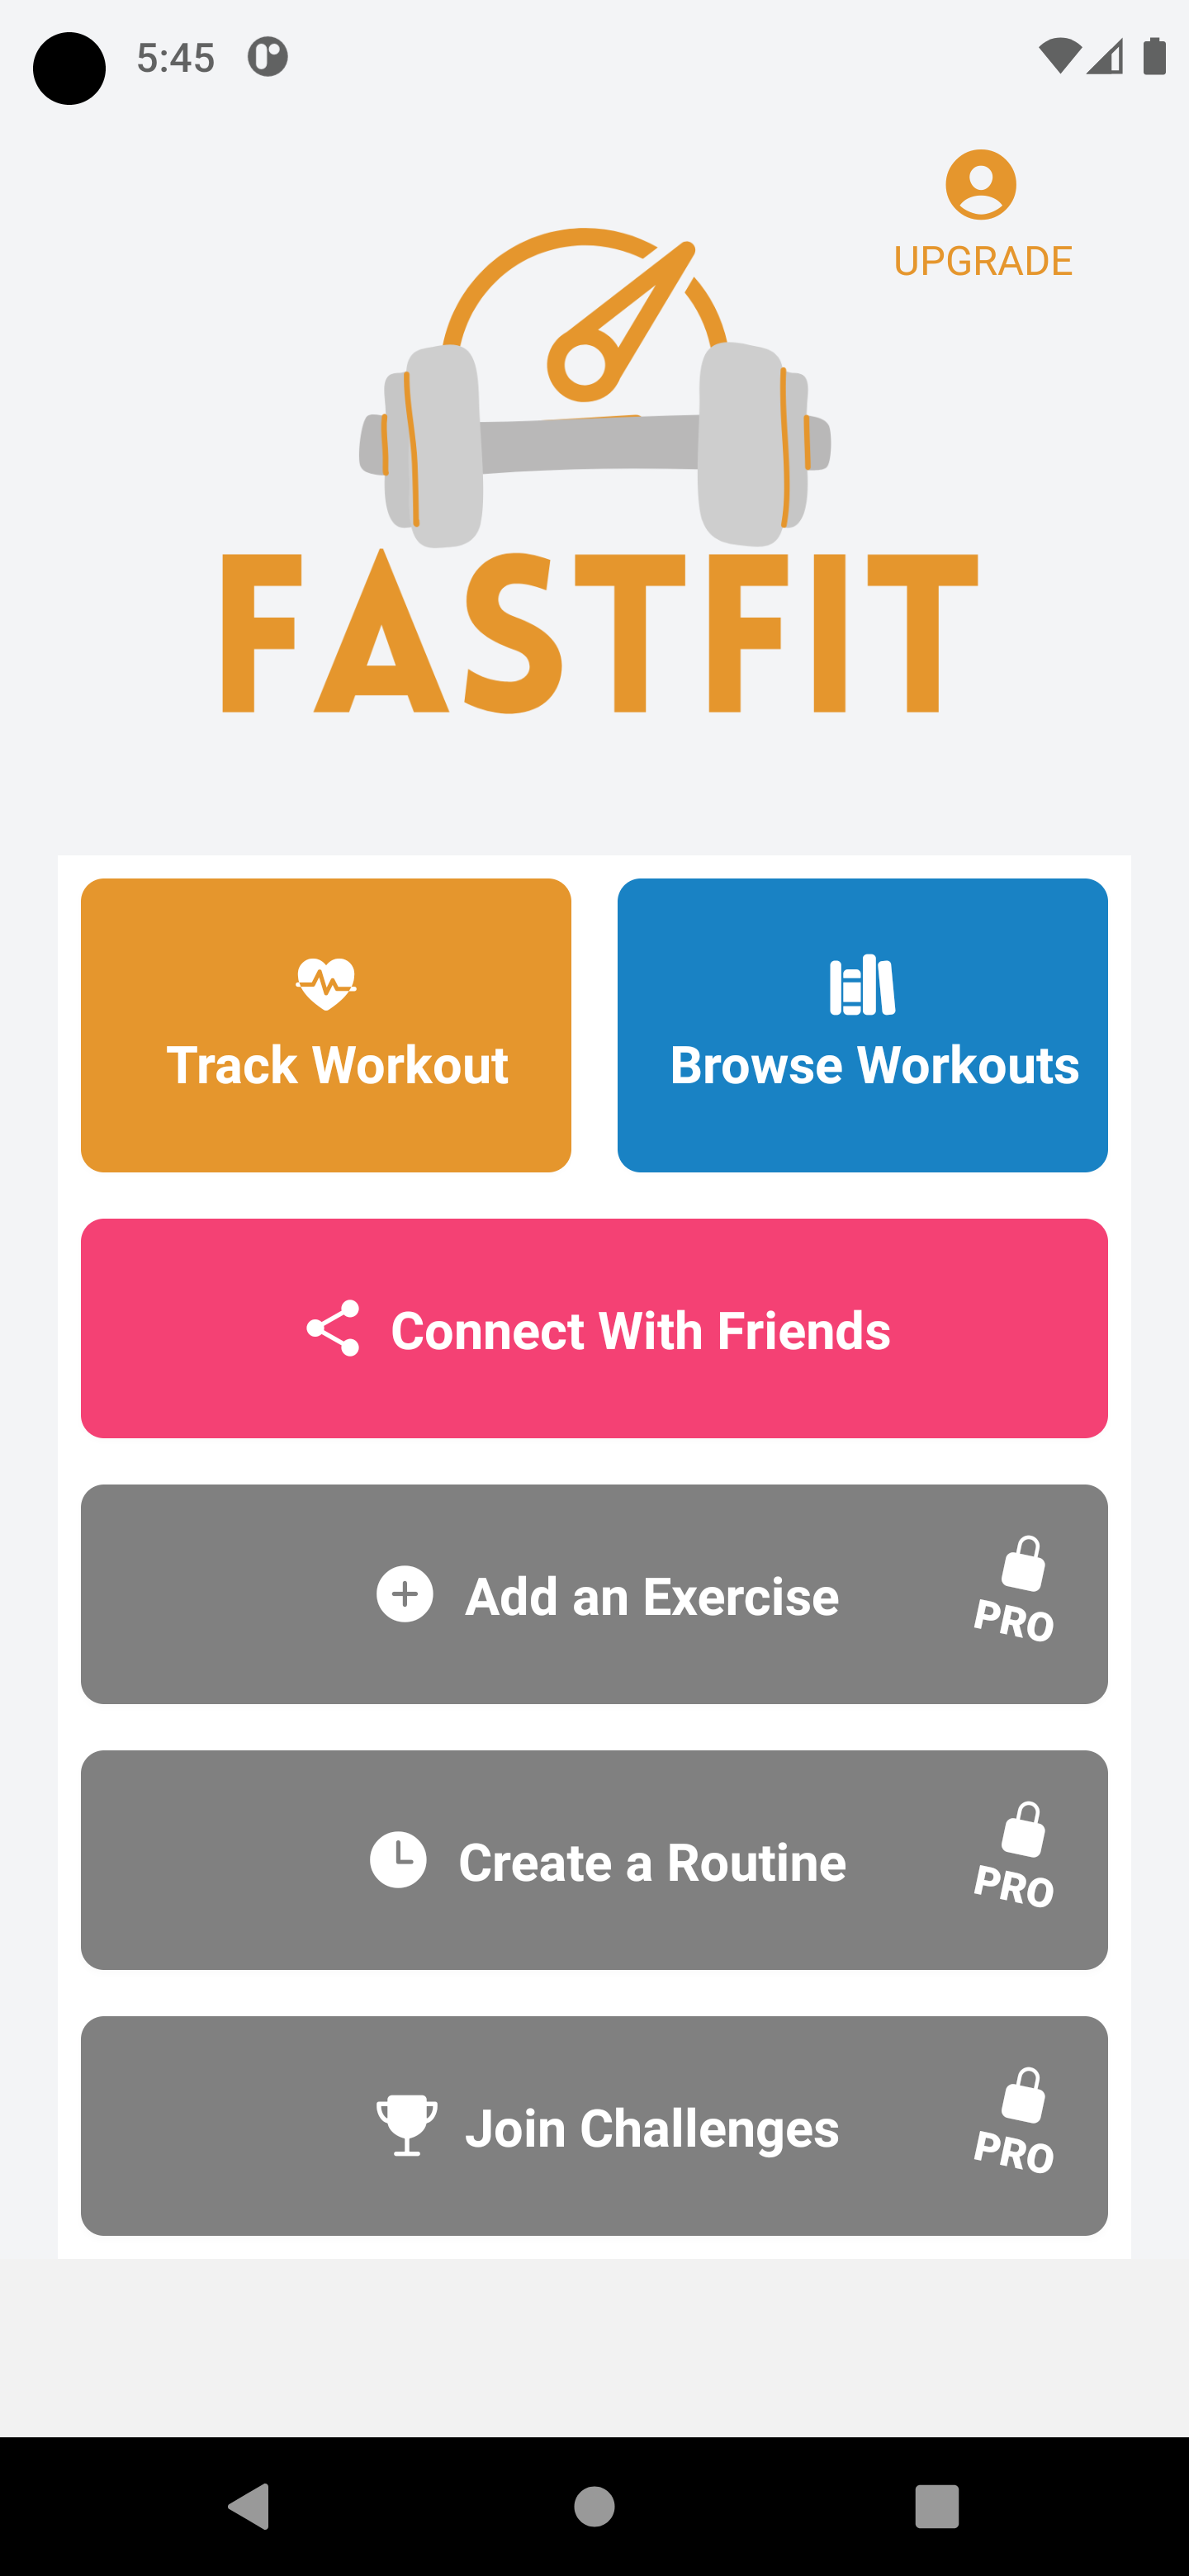 5:45
UPGRADE
FASTFIT
Track Workout
Browse Workouts
Connect With Friends
Add an Exercise
PRO
Create a Routine
PRO
Join Challenges
PRO